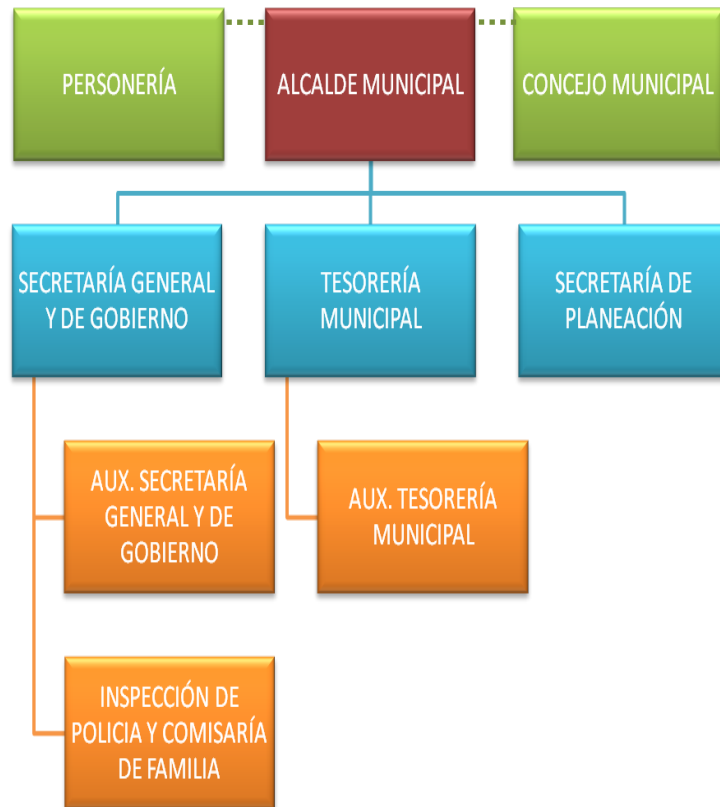 PERSONERÍA
ALCALDE MUNICIPAL
CONCEJO MUNICIPAL
SECRETARÍA GENERAL
Y DE GOBIERNO
TESORERÍA
MUNICIPAL
SECRETARÍA DE
PLANEACIÓN
AUX. SECRETARÍA
GENERAL Y DE
GOBIERNO
AUX. TESORERÍA
MUNICIPAL
INSPECCIÓN DE
POLICIA Y COMISARÍA
DE FAMILIA